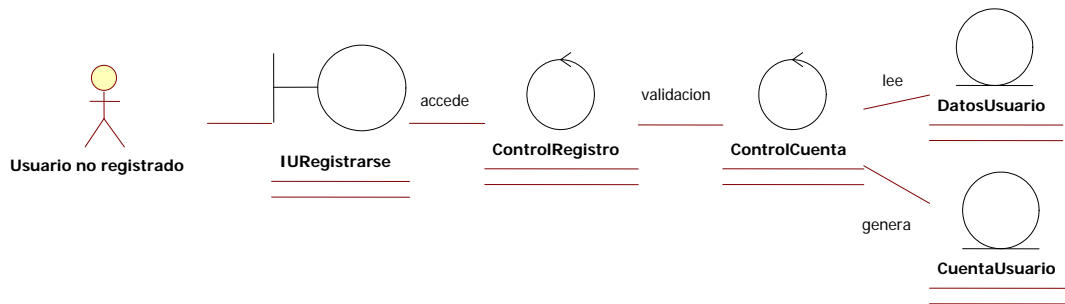 Usuario no registrado
IURegistrarse
accede
ControlRegistro
validacion
ControlCuenta
lee
DatosUsuario
genera
CuentaUsuario